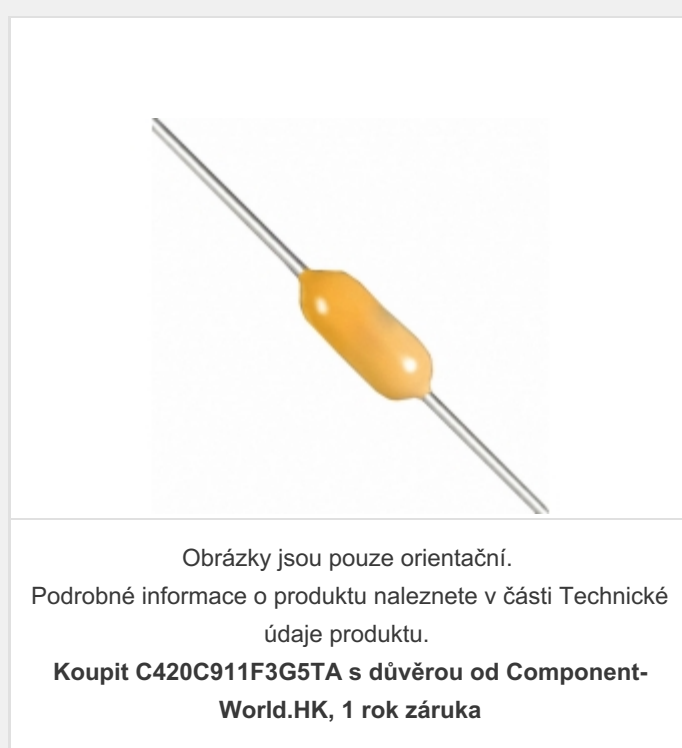 Obrázky jsou pouze orientační.
Podrobné informace o produktu naleznete v části Technické
údaje produktu.
Koupit C420C911F3G5TA s důvěrou od Component-
World.HK, 1 rok záruka